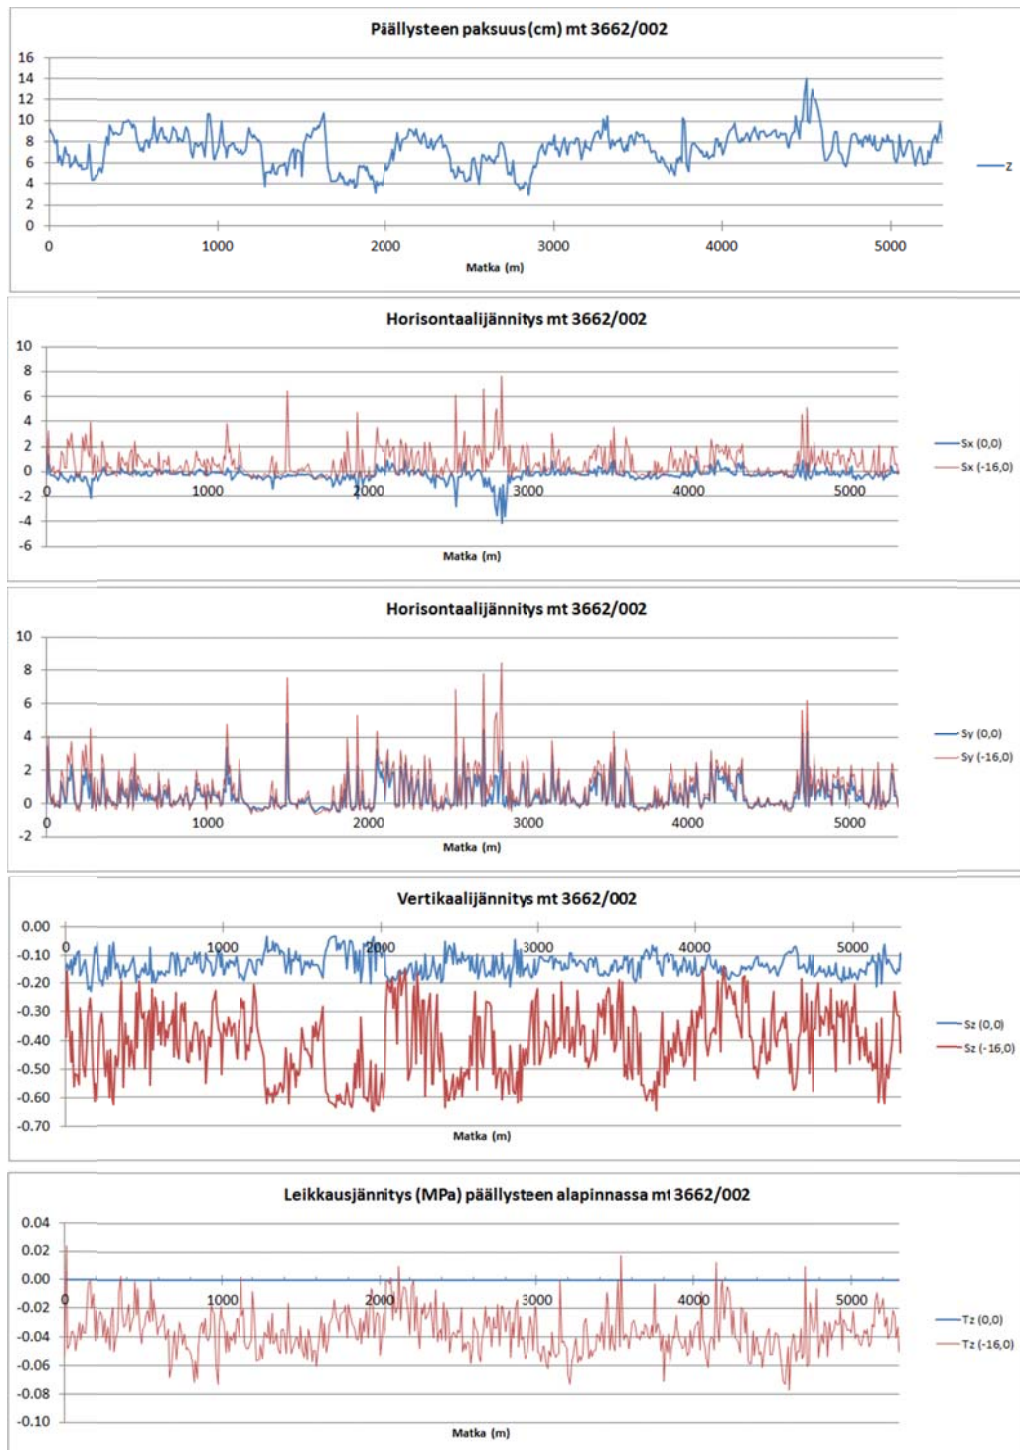 Päällysteen paksuus (cm) mt 3662/002
16
14
12
10
8
6
4
2
0
0 1000 2000 3000 4000 5000
Matka (m)
Z
Horisontaalijännitys mt 3662/002
10
8
6
4
2
0
-2
-4
-6
0 1000 2000 3000 4000 5000
Matka (m)
Sx (0,0)
Sx (-16,0)
Horisontaalijännitys mt 3662/002
10
8
6
4
2
0
-2
0 1000 2000 3000 4000 5000
Matka (m)
Sy (0,0)
Sy (-16,0)
Vertikaalijännitys mt 3662/002
0.00
-0.10
-0.20
-0.30
-0.40
-0.50
-0.60
-0.70
0 1000 2000 3000 4000 5000
Matka (m)
Sz (0,0)
Sz (-16,0)
Leikkausjännitys (MPa) päällysteen alapinnassa mt 3662/002
0.04
0.02
0.00
-0.02
-0.04
-0.06
-0.08
-0.10
0 1000 2000 3000 4000 5000
Matka (m)
Tz (0,0)
Tz (-16,0)